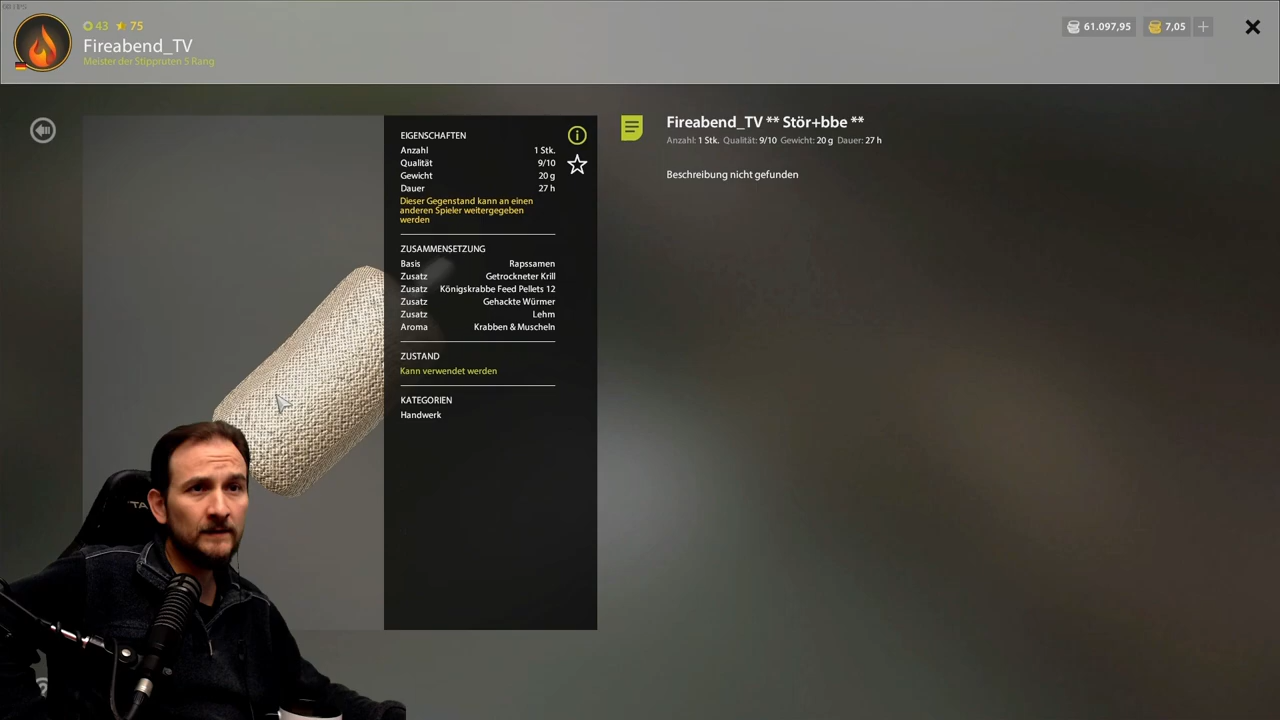 43 75
Fireabend_TV
Meister der Stippruten 5 Rang
61.097,95
7,05
EIGENSCHAFTEN
Anzahl 1 Stk.
Qualität 9/10
Gewicht 20 g
Dauer 27 h
Dieser Gegenstand kann an einen
anderen Spieler weitergegeben
werden
ZUSAMMENSETZUNG
Basis Rapssamen
Zusatz Getrockneter Krill
Zusatz Königskrabbe Feed Pellets 12
Zusatz Gehackte Würmer
Zusatz Lehm
Aroma Krabben & Muscheln
ZUSTAND
Kann verwendet werden
KATEGORIEN
Handwerk
Fireabend_TV ** Stör+bbe **
Anzahl: 1 Stk. Qualität: 9/10 Gewicht: 20 g Dauer: 27 h
Beschreibung nicht gefunden